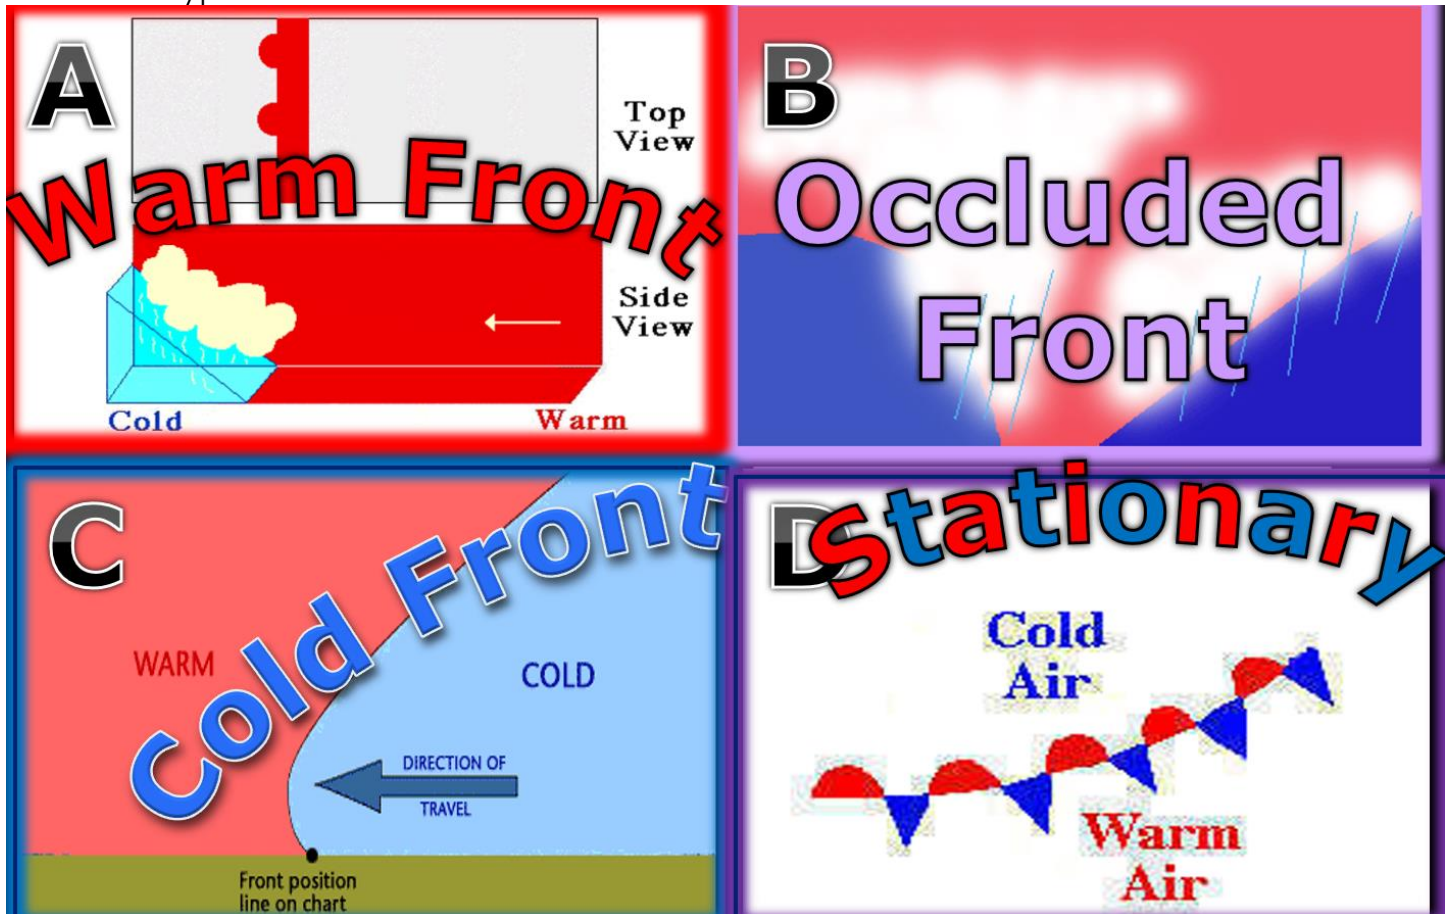 A
Top
View
Warm Front
Side
View
Cold
Warm
B
Occluded
Front
C
Cold Front
WARM
COLD
DIRECTION OF
TRAVEL
Front position
line on chart
D
Stationary
Cold
Air
Warm
Air